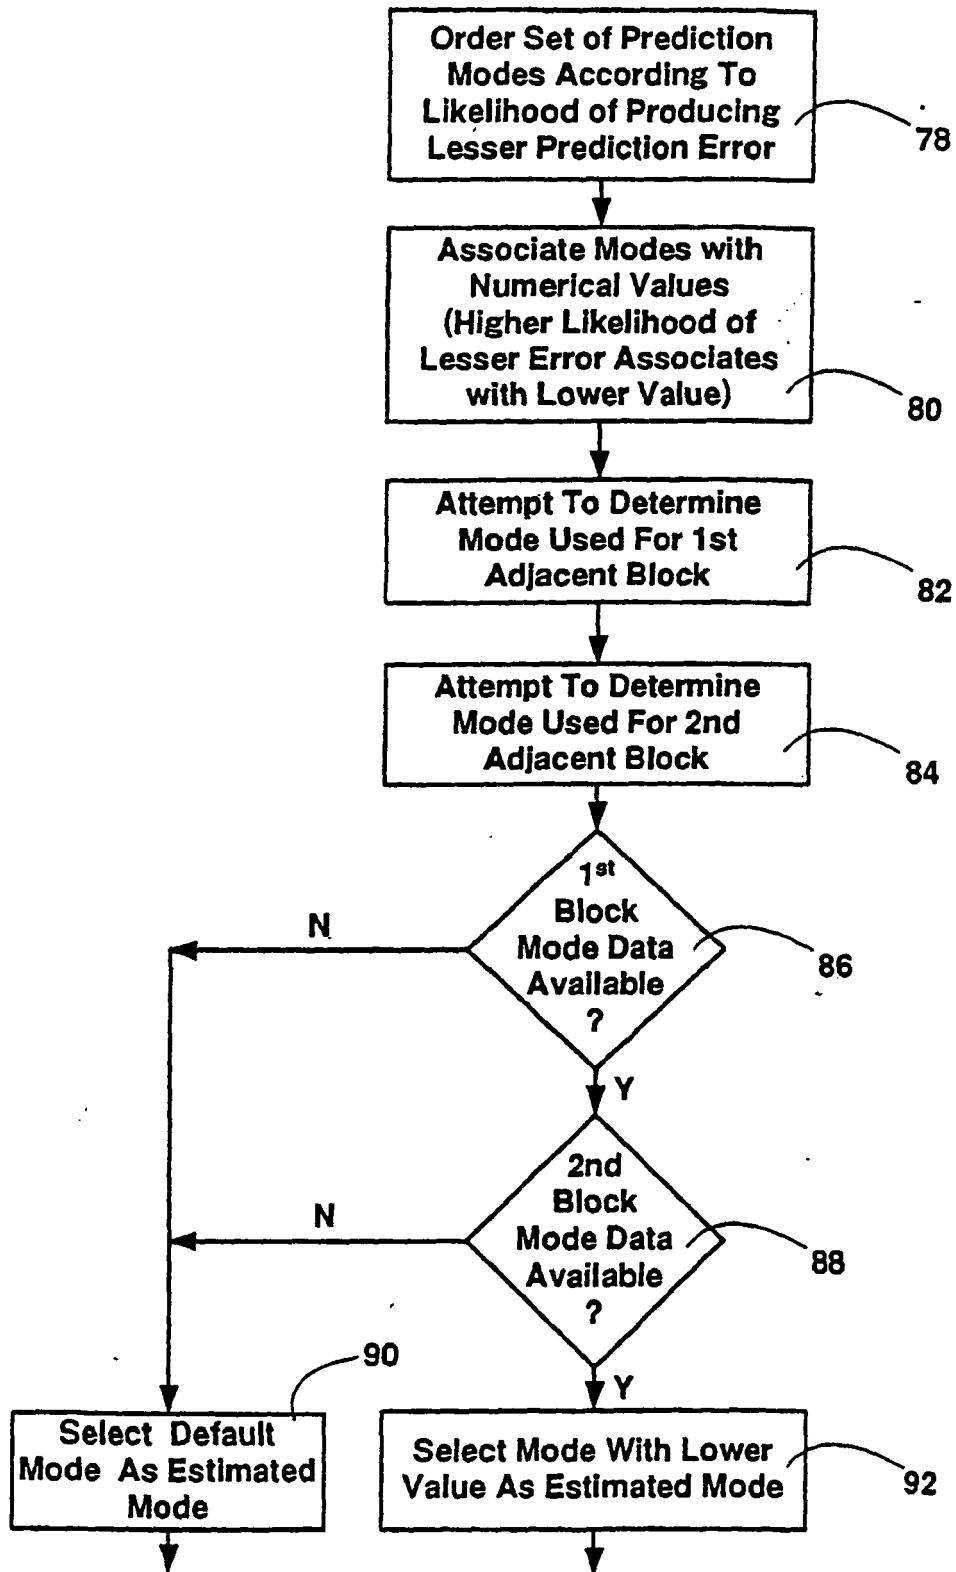 Order Set of Prediction
Modes According To
Likelihood of Producing
Lesser Prediction Error
78
Associate Modes with
Numerical Values
(Higher Likelihood of
Lesser Error Associates
with Lower Value)
80
Attempt To Determine
Mode Used For 1st
Adjacent Block
82
Attempt To Determine
Mode Used For 2nd
Adjacent Block
84
1st
Block
Mode Data
Available
?
86
N
Y
2nd
Block
Mode Data
Available
?
88
N
Y
90
Select Default
Mode As Estimated
Mode
Select Mode With Lower
Value As Estimated Mode
92